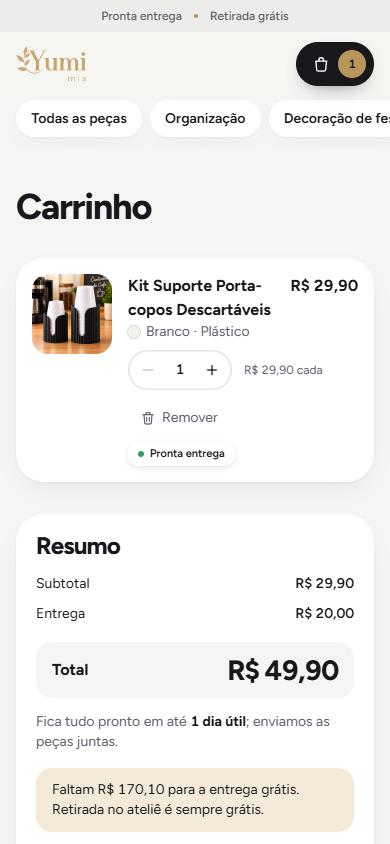 Pronta entrega • Retirada grátis
Yumi
mix
1
Todas as peças
Organização
Decoração de fes
Carrinho
Kit Suporte Porta-copos Descartáveis
R$ 29,90
Branco · Plástico
− 1 +
R$ 29,90 cada
Remover
Pronta entrega
Resumo
Subtotal R$ 29,90
Entrega R$ 20,00
Total R$ 49,90
Fica tudo pronto em até 1 dia útil; enviamos as
peças juntas.
Faltam R$ 170,10 para a entrega grátis.
Retirada no ateliê é sempre grátis.